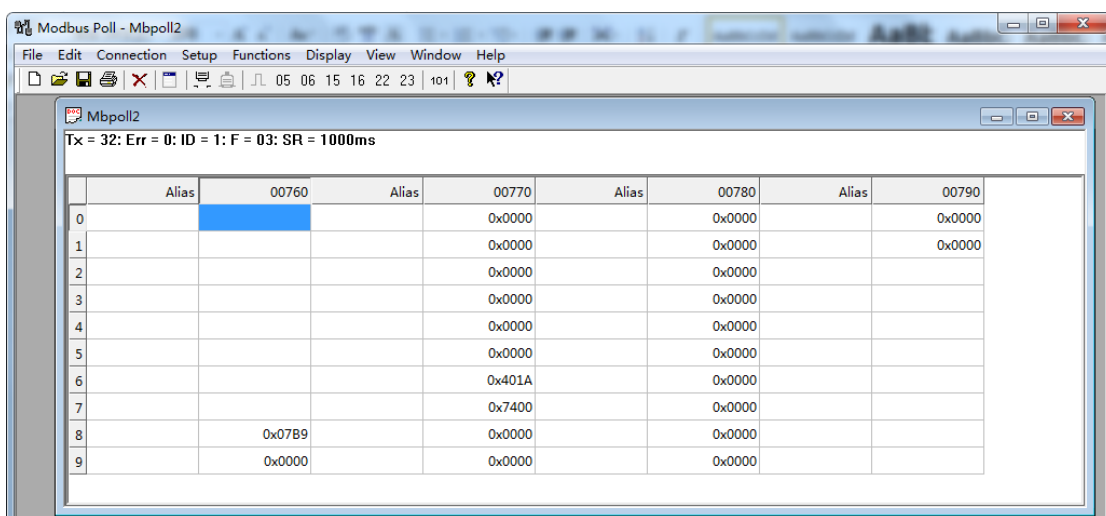 Modbus Poll - Mbpoll2
File Edit Connection Setup Functions Display View Window Help
05 06 15 16 22 23 101
Mbpoll2
Tx = 32: Err = 0: ID = 1: F = 03: SR = 1000ms
Alias 00760 Alias 00770 Alias 00780 Alias 00790
0 0x0000 0x0000 0x0000
1 0x0000 0x0000 0x0000
2 0x0000 0x0000
3 0x0000 0x0000
4 0x0000 0x0000
5 0x0000 0x0000
6 0x401A 0x0000
7 0x7400 0x0000
8 0x07B9 0x0000 0x0000
9 0x0000 0x0000 0x0000